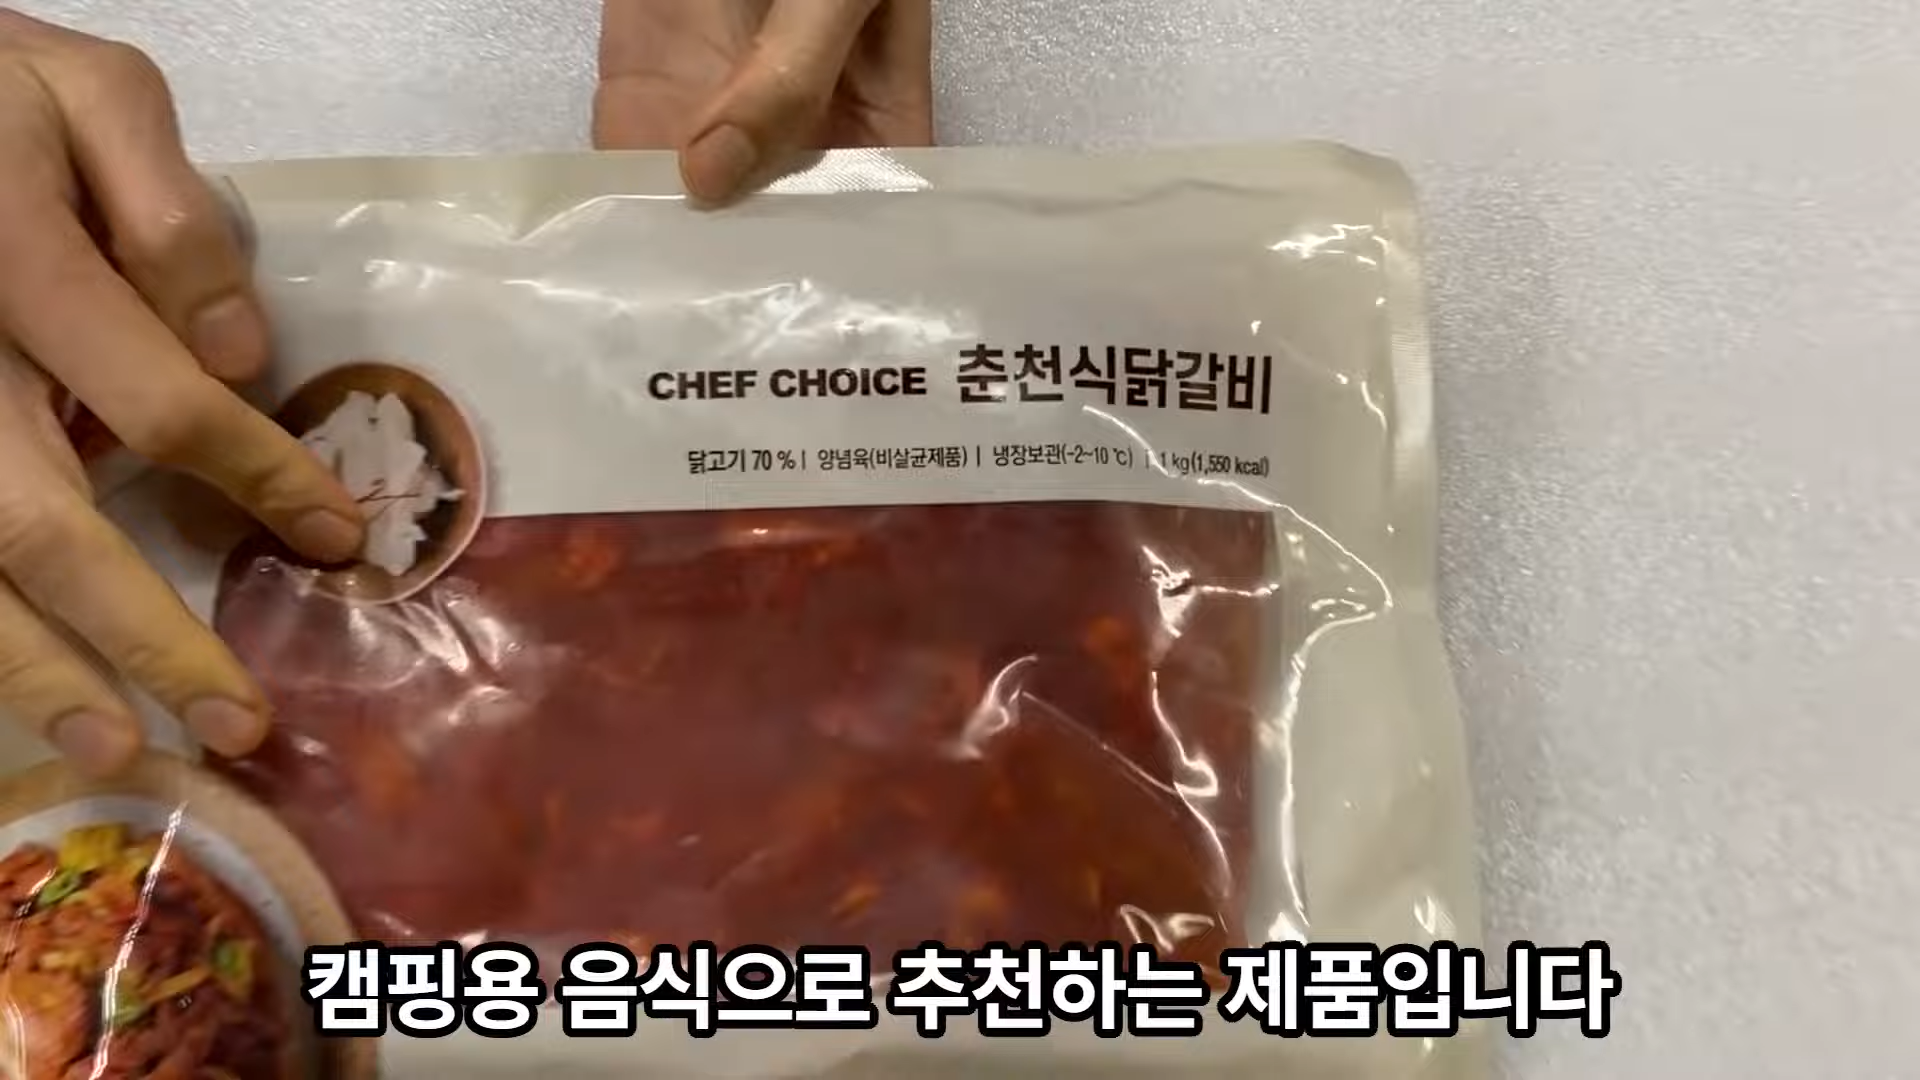 CHEF CHOICE 춘천식닭갈비
닭고기 70 % | 양념육(비살균제품) | 냉장보관(-2~10 ℃) | 1 kg(1,550 kcal)
캠핑용 음식으로 추천하는 제품입니다